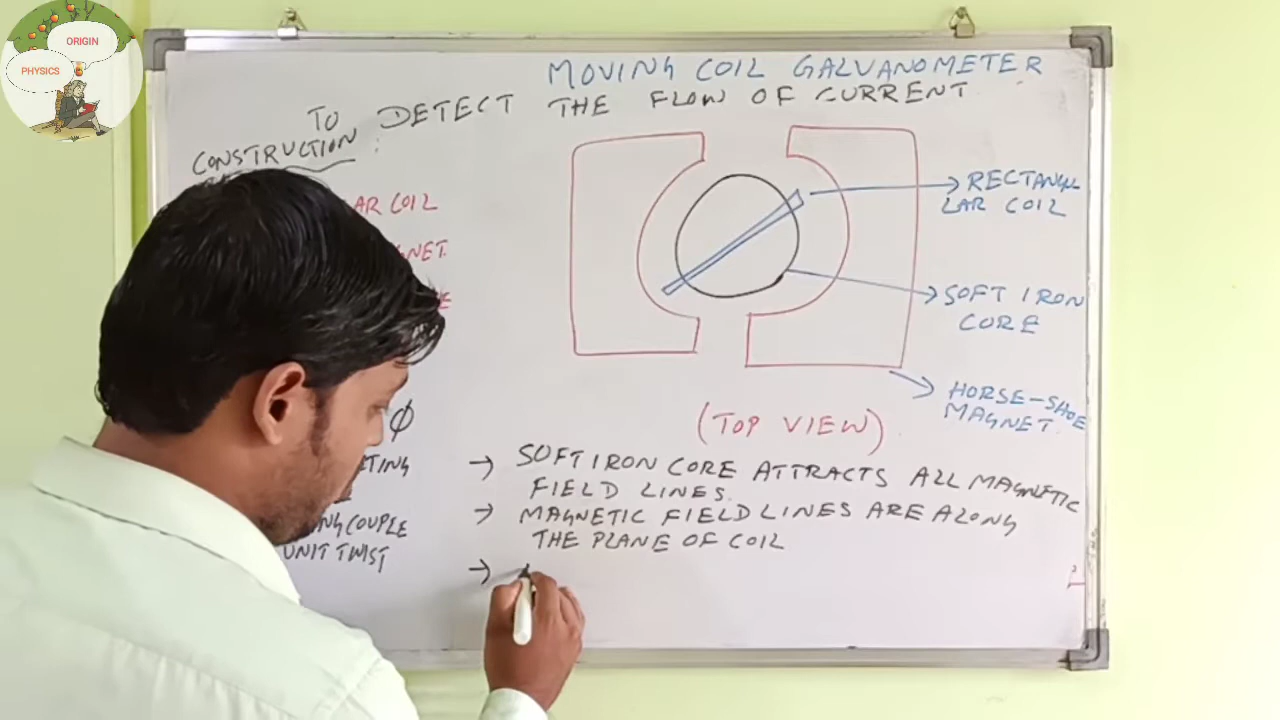 ORIGIN
PHYSICS
MOVING COIL GALVANOMETER
TO DETECT THE FLOW OF CURRENT
CONSTRUCTION:
AR COIL
NET.
→ RECTANGU
LAR COIL
→ SOFT IRON
CORE
HORSE-SHOE
MAGNET.
(TOP VIEW)
ϕ
TING
→ SOFT IRON CORE ATTRACTS ALL MAGNETIC
FIELD LINES.
→ MAGNETIC FIELD LINES ARE ALONG
THE PLANE OF COIL
→
NG COUPLE
UNIT TWIST